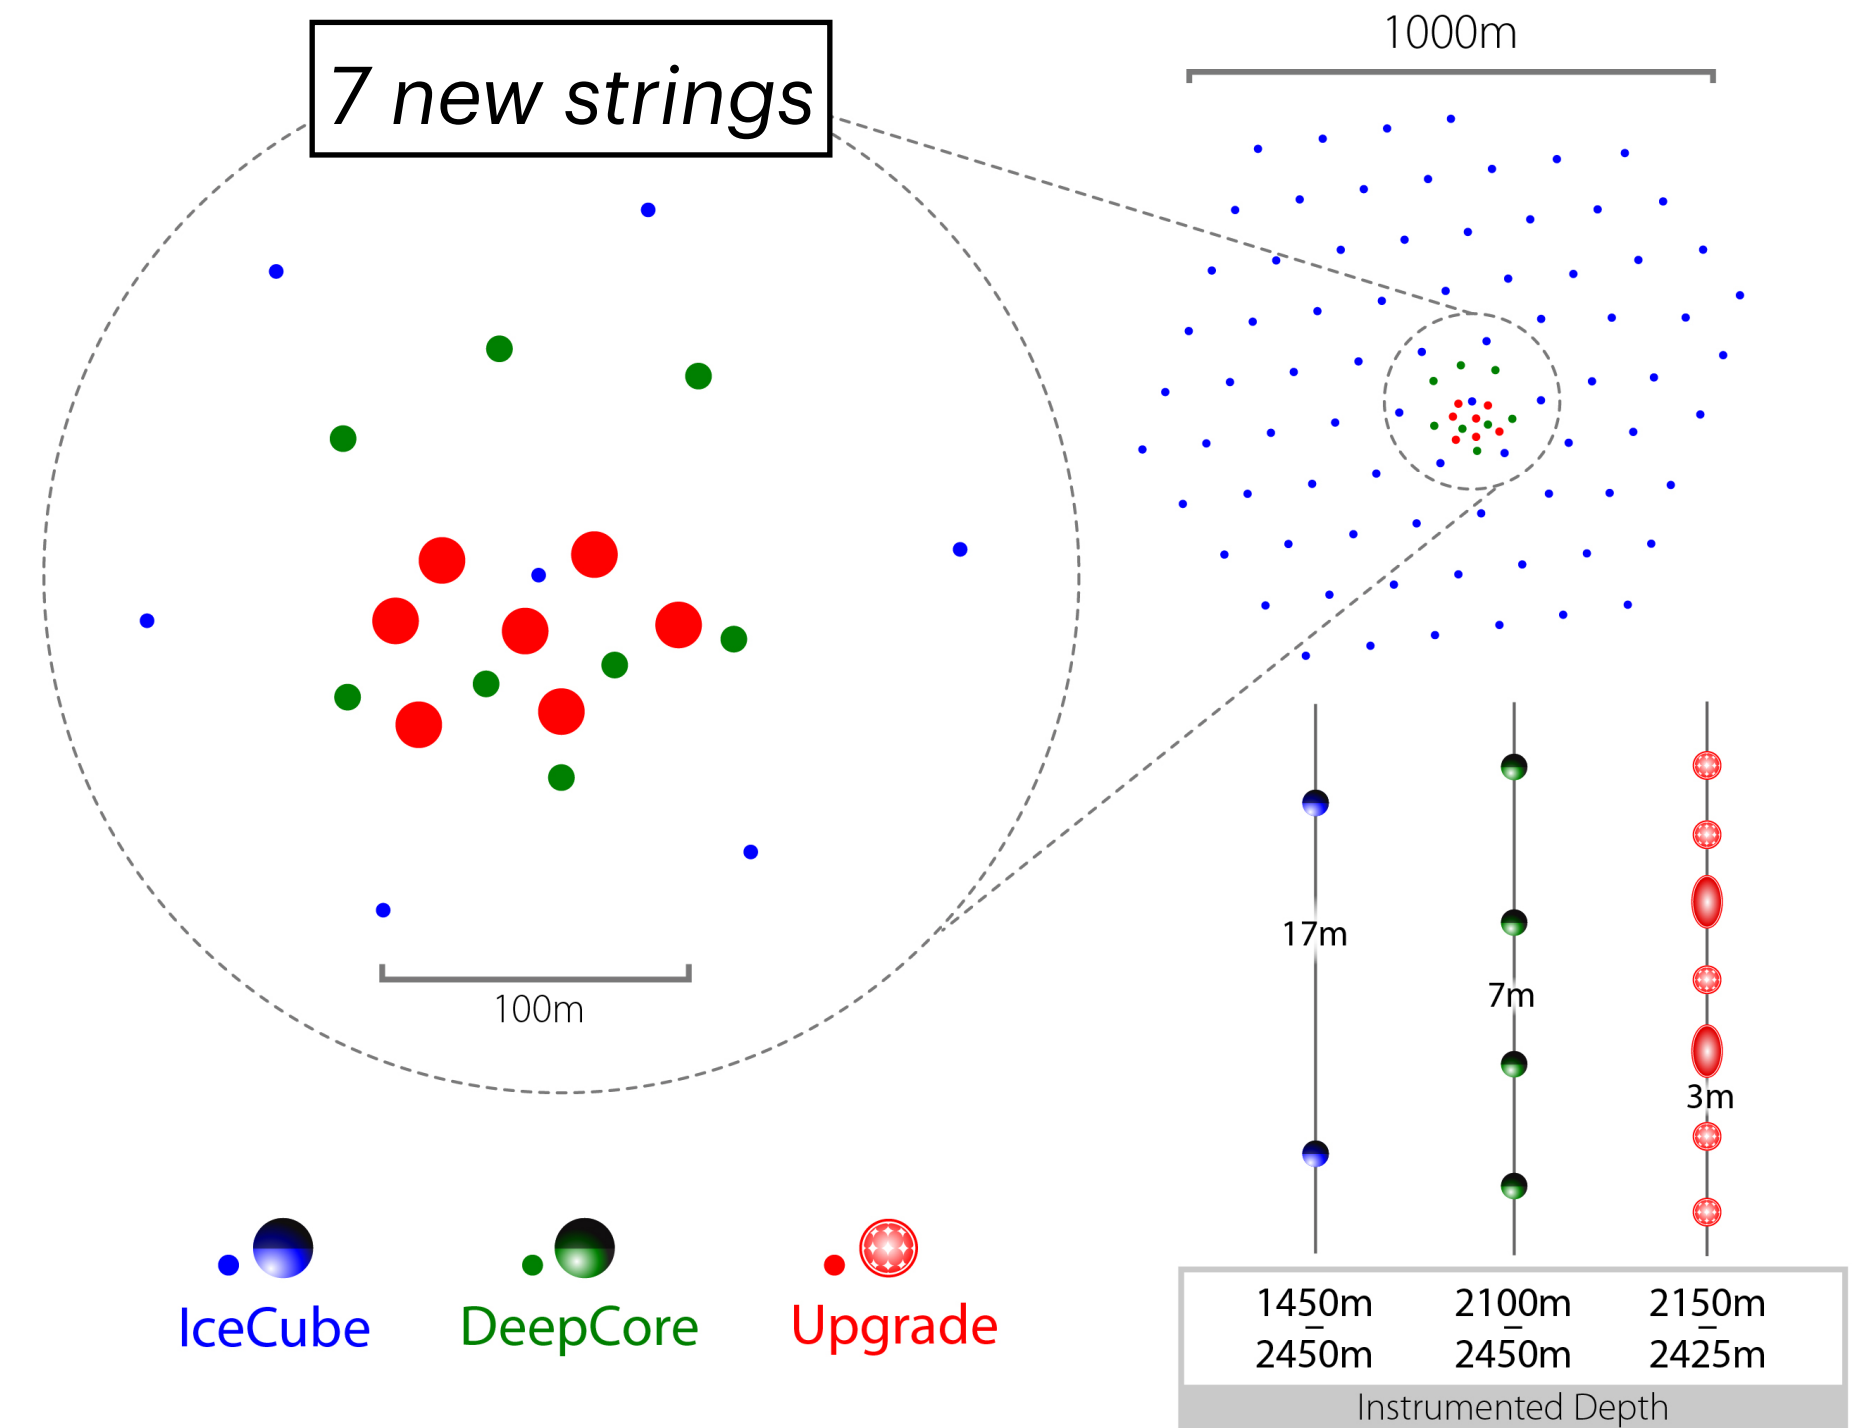 7 new strings
1000m
100m
17m
7m
3m
IceCube
DeepCore
Upgrade
1450m
–
2450m
2100m
–
2450m
2150m
–
2425m
Instrumented Depth